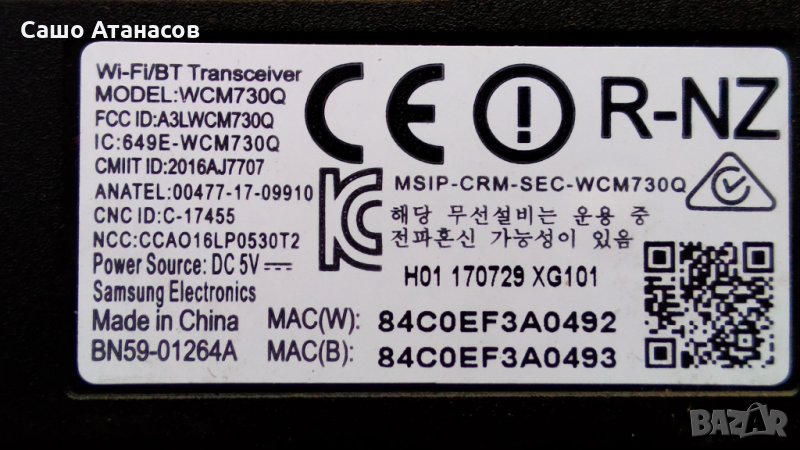 Сашо Атанасов
Wi-Fi/BT Transceiver
MODEL:WCM730Q
FCC ID:A3LWCM730Q
IC:649E-WCM730Q
CMIIT ID:2016AJ7707
ANATEL:00477-17-09910
CNC ID:C-17455
NCC:CCAO16LP0530T2
Power Source: DC 5V
Samsung Electronics
Made in China
BN59-01264A
CE
R-NZ
MSIP-CRM-SEC-WCM730Q
해당 무선설비는 운용 중
전파혼신 가능성이 있음
H01 170729 XG101
MAC(W): 84C0EF3A0492
MAC(B): 84C0EF3A0493
BAZAR